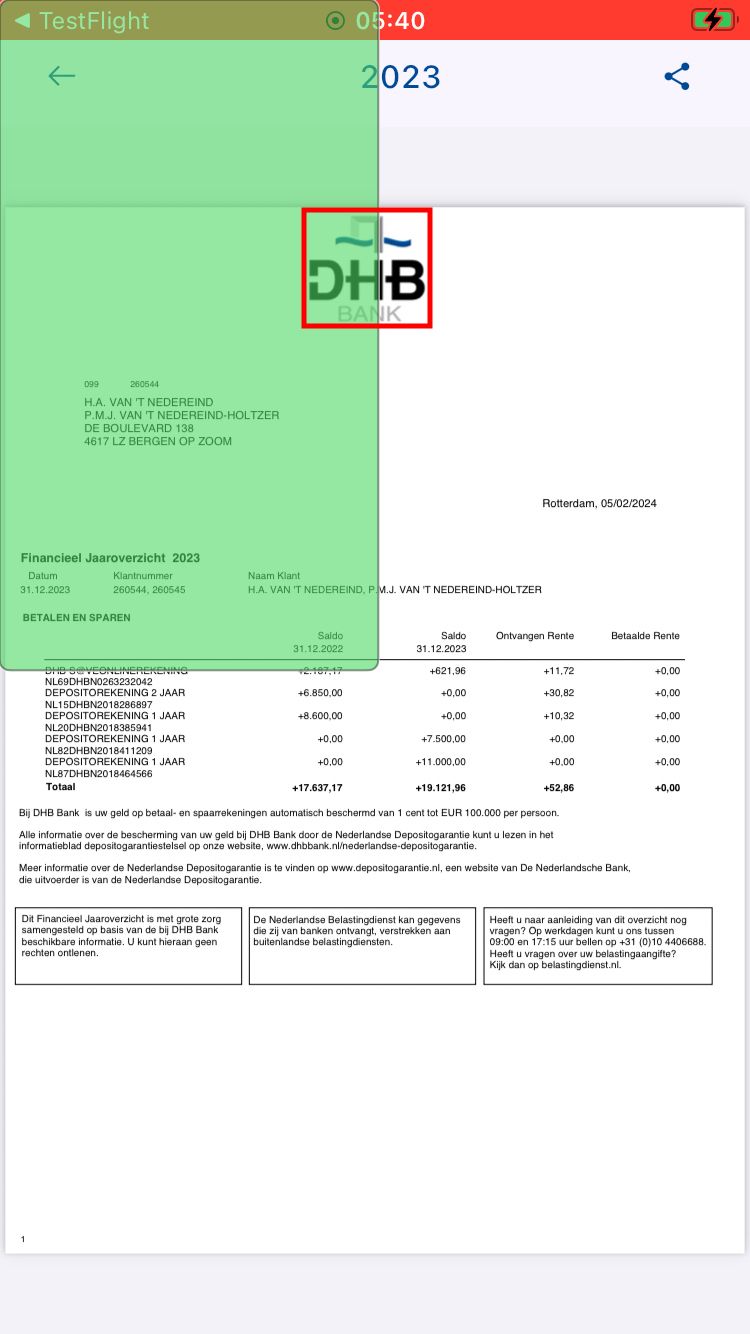 ◀ TestFlight 05:40
2023
DHB
BANK
099 260544
H.A. VAN 'T NEDEREIND
P.M.J. VAN 'T NEDEREIND-HOLTZER
DE BOULEVARD 138
4617 LZ BERGEN OP ZOOM
Rotterdam, 05/02/2024
Financieel Jaaroverzicht 2023
Datum Klantnummer Naam Klant
31.12.2023 260544, 260545 H.A. VAN 'T NEDEREIND, P.M.J. VAN 'T NEDEREIND-HOLTZER
BETALEN EN SPAREN
Saldo Saldo Ontvangen Rente Betaalde Rente
31.12.2022 31.12.2023
DHB S@VEONLINEREKENING +2.187,17 +621,96 +11,72 +0,00
NL69DHBN0263232042
DEPOSITOREKENING 2 JAAR +6.850,00 +0,00 +30,82 +0,00
NL15DHBN2018286897
DEPOSITOREKENING 1 JAAR +8.600,00 +0,00 +10,32 +0,00
NL20DHBN2018385941
DEPOSITOREKENING 1 JAAR +0,00 +7.500,00 +0,00 +0,00
NL82DHBN2018411209
DEPOSITOREKENING 1 JAAR +0,00 +11.000,00 +0,00 +0,00
NL87DHBN2018464566
Totaal +17.637,17 +19.121,96 +52,86 +0,00
Bij DHB Bank is uw geld op betaal- en spaarrekeningen automatisch beschermd van 1 cent tot EUR 100.000 per persoon.
Alle informatie over de bescherming van uw geld bij DHB Bank door de Nederlandse Depositogarantie kunt u lezen in het
informatieblad depositogarantiestelsel op onze website, www.dhbbank.nl/nederlandse-depositogarantie.
Meer informatie over de Nederlandse Depositogarantie is te vinden op www.depositogarantie.nl, een website van De Nederlandsche Bank,
die uitvoerder is van de Nederlandse Depositogarantie.
Dit Financieel Jaaroverzicht is met grote zorg
samengesteld op basis van de bij DHB Bank
beschikbare informatie. U kunt hieraan geen
rechten ontlenen.
De Nederlandse Belastingdienst kan gegevens
die zij van banken ontvangt, verstrekken aan
buitenlandse belastingdiensten.
Heeft u naar aanleiding van dit overzicht nog
vragen? Op werkdagen kunt u ons tussen
09:00 en 17:15 uur bellen op +31 (0)10 4406688.
Heeft u vragen over uw belastingaangifte?
Kijk dan op belastingdienst.nl.
1